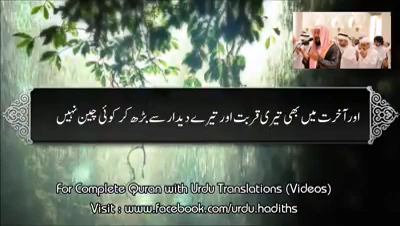 اور آخرت میں بھی تیری قربت اور تیرے دیدار سے بڑھ کر کوئی چین نہیں
For Complete Quran with Urdu Translations (Videos)
Visit : www.facebook.com/urdu.hadiths